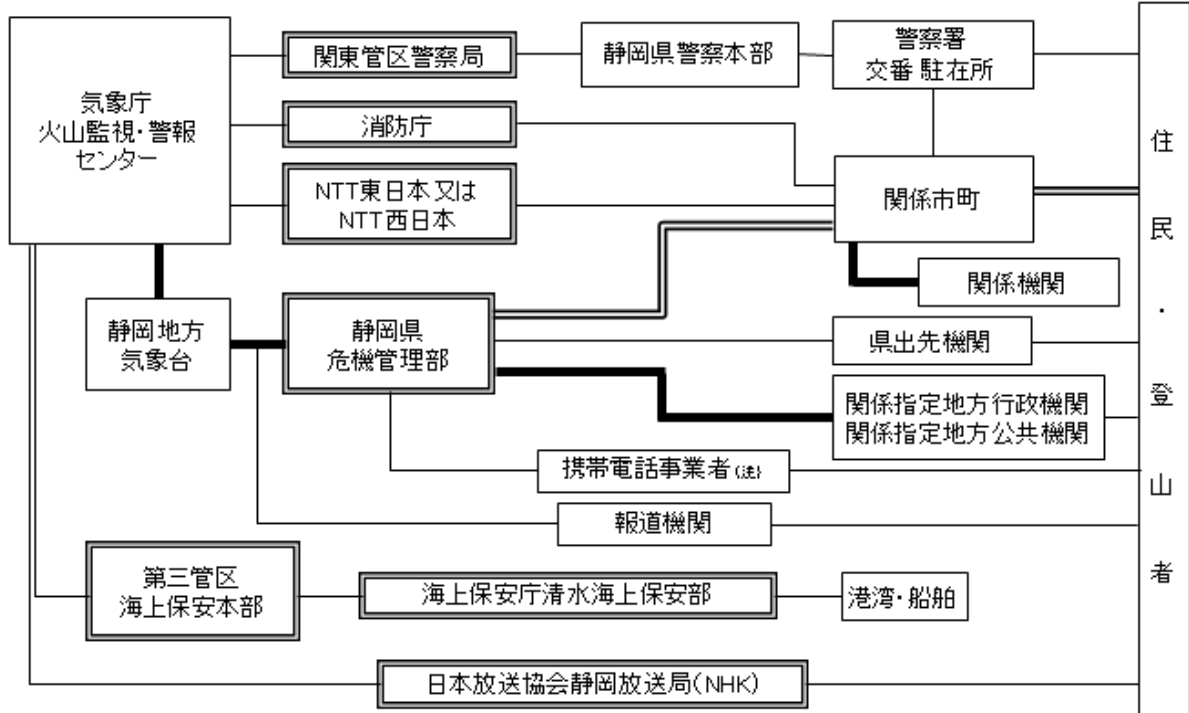 気象庁
火山監視・警報
センター
関東管区警察局
静岡県警察本部
警察署
交番 駐在所
消防庁
NTT東日本又は
NTT西日本
関係市町
関係機関
静岡地方
気象台
静岡県
危機管理部
県出先機関
関係指定地方行政機関
関係指定地方公共機関
携帯電話事業者(注)
報道機関
第三管区
海上保安本部
海上保安庁清水海上保安部
港湾・船舶
日本放送協会静岡放送局(NHK)
住民・登山者